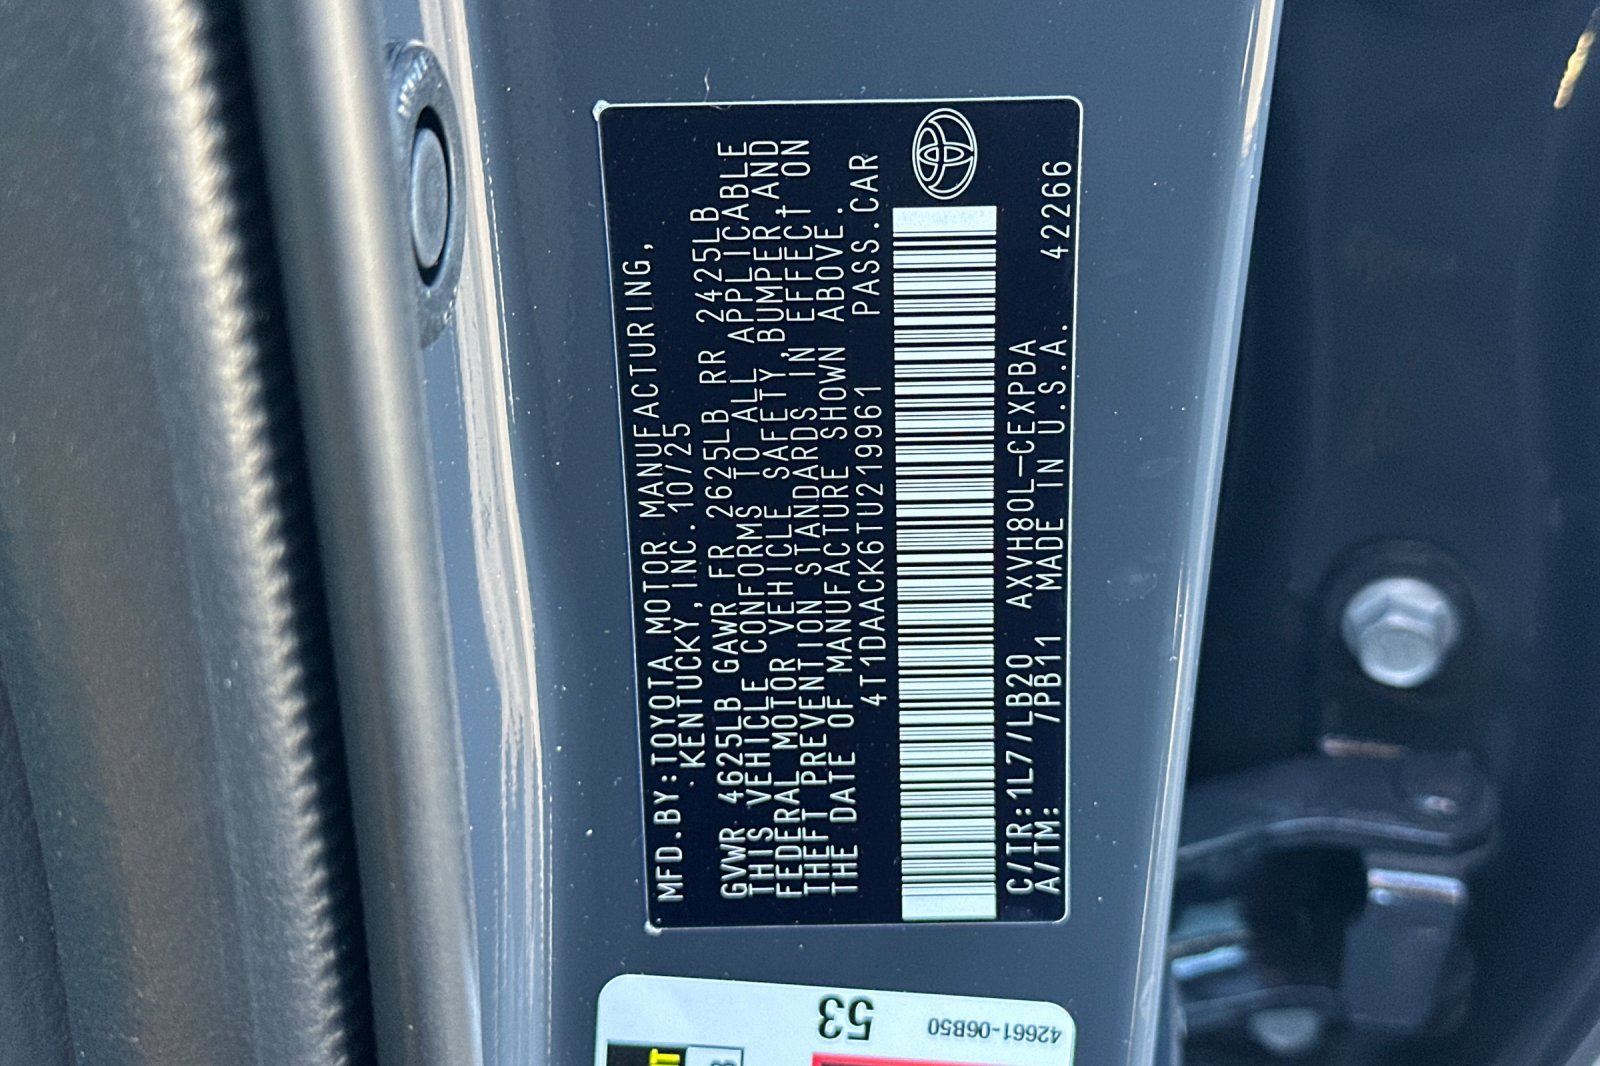 MFD.BY:TOYOTA MOTOR MANUFACTURING,
KENTUCKY,INC.10/25
GVWR 4625LB GAWR FR 2625LB RR 2425LB
THIS VEHICLE CONFORMS TO ALL APPLICABLE
FEDERAL MOTOR VEHICLE SAFETY,BUMPER,AND
THEFT PREVENTION STANDARDS IN EFFECT ON
THE DATE OF MANUFACTURE SHOWN ABOVE.
4T1DAACK6TU219961 PASS.CAR
C/TR:1L7/LB20 AXVH80L-CEXPBA
A/TM: /PB11 MADE IN U.S.A. 42266
53
42661-06B50